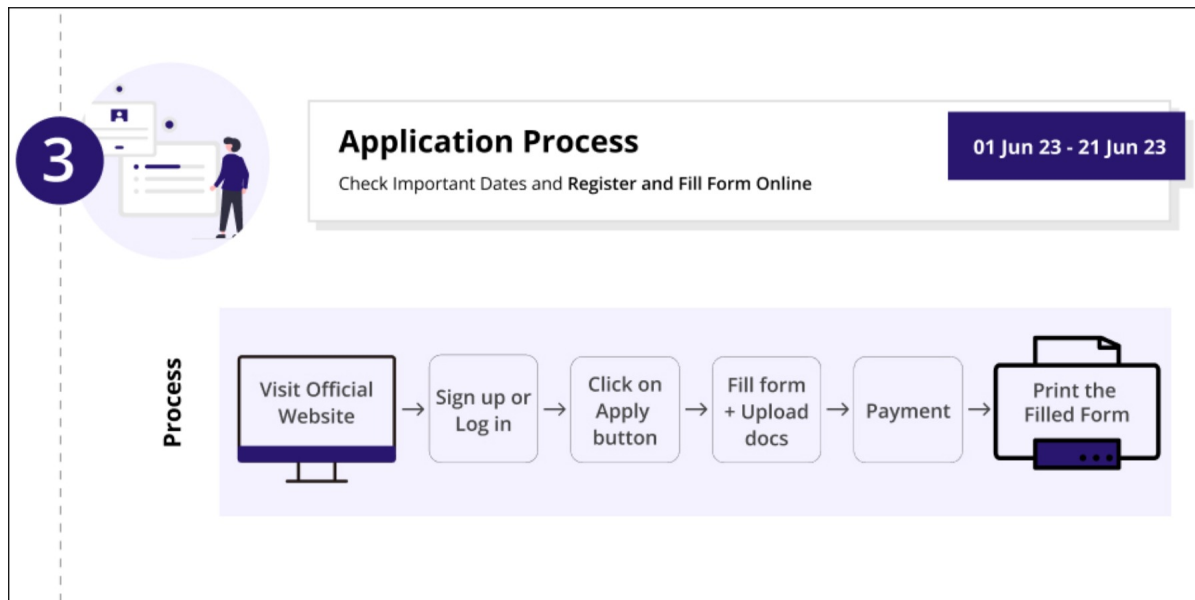 3
Application Process
Check Important Dates and Register and Fill Form Online
01 Jun 23 - 21 Jun 23
Process
Visit Official
Website
Sign up or
Log in
Click on
Apply
button
Fill form
+ Upload
docs
Payment
Print the
Filled Form